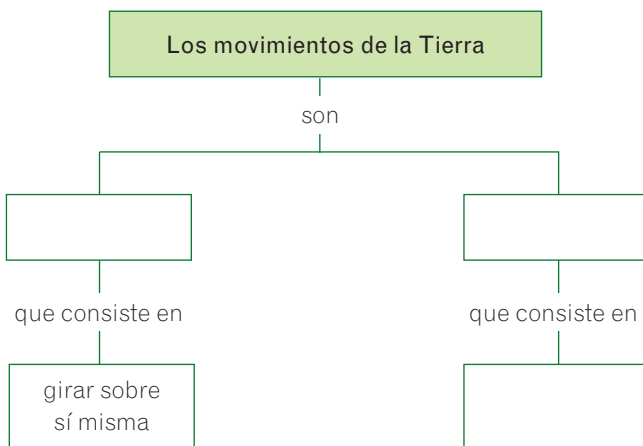 Los movimientos de la Tierra
son
que consiste en
que consiste en
girar sobre
sí misma